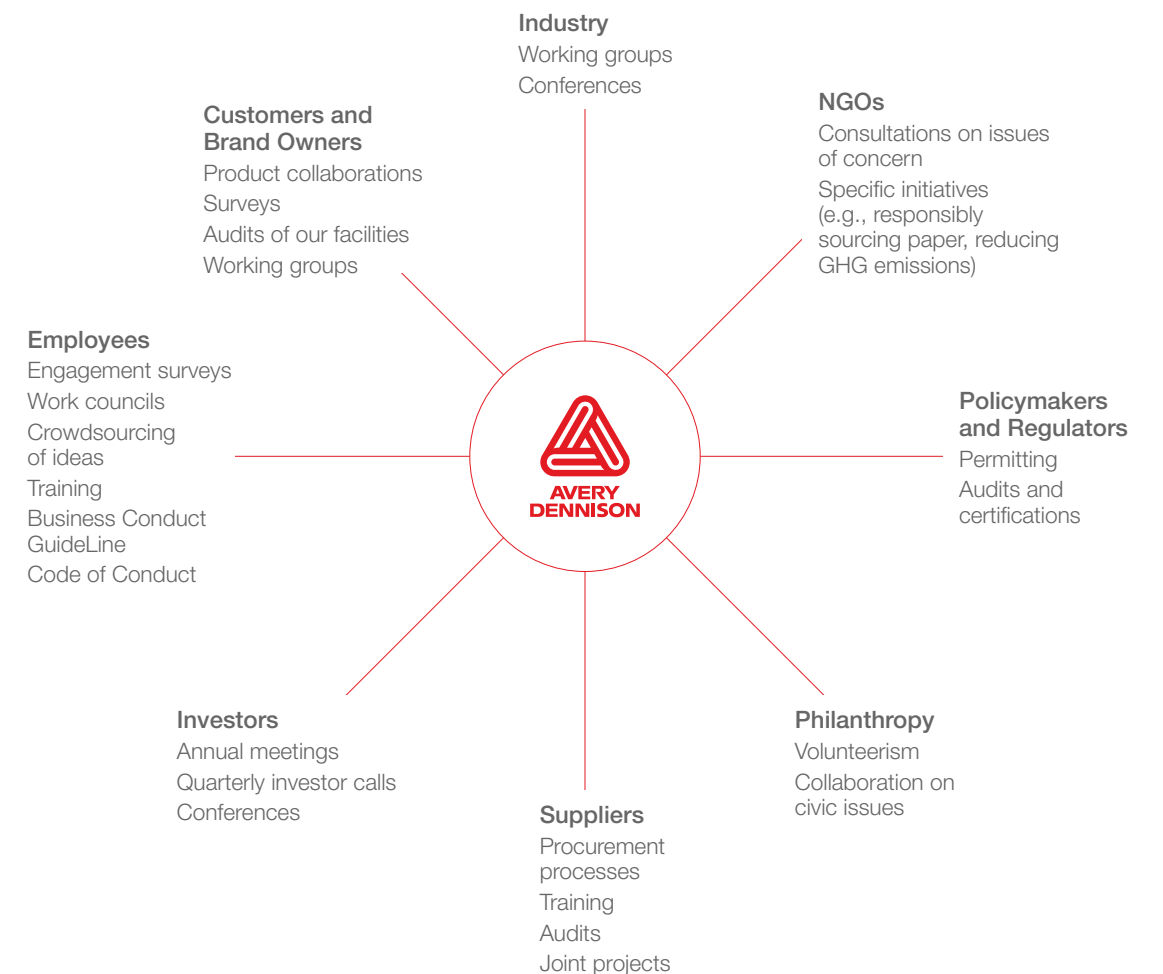 Industry
Working groups
Conferences
NGOs
Consultations on issues
of concern
Specific initiatives
(e.g., responsibly
sourcing paper, reducing
GHG emissions)
Customers and
Brand Owners
Product collaborations
Surveys
Audits of our facilities
Working groups
Employees
Engagement surveys
Work councils
Crowdsourcing
of ideas
Training
Business Conduct
GuideLine
Code of Conduct
AVERY
DENNISON
Policymakers
and Regulators
Permitting
Audits and
certifications
Investors
Annual meetings
Quarterly investor calls
Conferences
Suppliers
Procurement
processes
Training
Audits
Joint projects
Philanthropy
Volunteerism
Collaboration on
civic issues